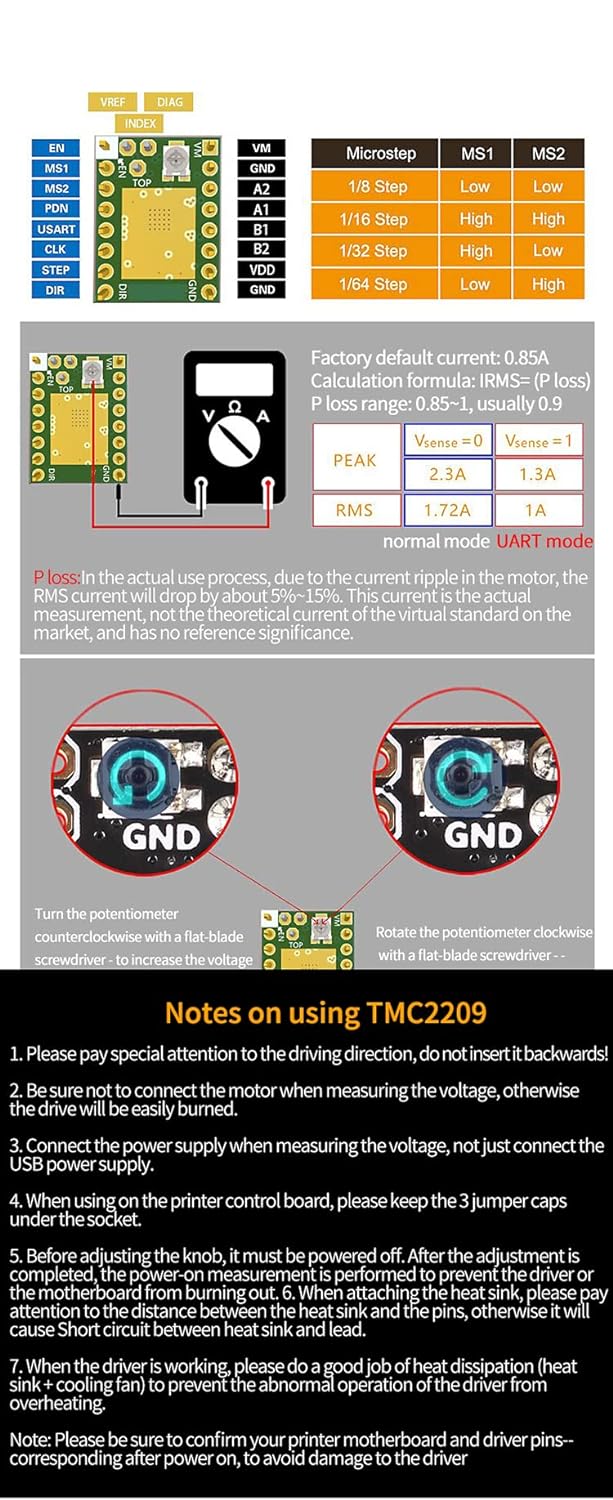 VREF DIAG
INDEX
EN
MS1
MS2
PDN
USART
CLK
STEP
DIR
EN
TOP
VM
DIR
GND
VM
GND
A2
A1
B1
B2
VDD
GND
Microstep MS1 MS2
1/8 Step Low Low
1/16 Step High High
1/32 Step High Low
1/64 Step Low High
EN
TOP
VM
DIR
GND
V Ω A
Factory default current: 0.85A
Calculation formula: IRMS= (P loss)
P loss range: 0.85~1, usually 0.9
PEAK Vsense = 0 Vsense = 1
2.3A 1.3A
RMS 1.72A 1A
normal mode UART mode
P loss:In the actual use process, due to the current ripple in the motor, the
RMS current will drop by about 5%~15%. This current is the actual
measurement, not the theoretical current of the virtual standard on the
market, and has no reference significance.
GND
GND
Turn the potentiometer
counterclockwise with a flat-blade
screwdriver - to increase the voltage
EN
TOP
Rotate the potentiometer clockwise
with a flat-blade screwdriver - -
Notes on using TMC2209
1. Please pay special attention to the driving direction, do not insert it backwards!
2. Be sure not to connect the motor when measuring the voltage, otherwise
the drive will be easily burned.
3. Connect the power supply when measuring the voltage, not just connect the
USB power supply.
4. When using on the printer control board, please keep the 3 jumper caps
under the socket.
5. Before adjusting the knob, it must be powered off. After the adjustment is
completed, the power-on measurement is performed to prevent the driver or
the motherboard from burning out. 6. When attaching the heat sink, please pay
attention to the distance between the heat sink and the pins, otherwise it will
cause Short circuit between heat sink and lead.
7. When the driver is working, please do a good job of heat dissipation (heat
sink + cooling fan) to prevent the abnormal operation of the driver from
overheating.
Note: Please be sure to confirm your printer motherboard and driver pins--
corresponding after power on, to avoid damage to the driver